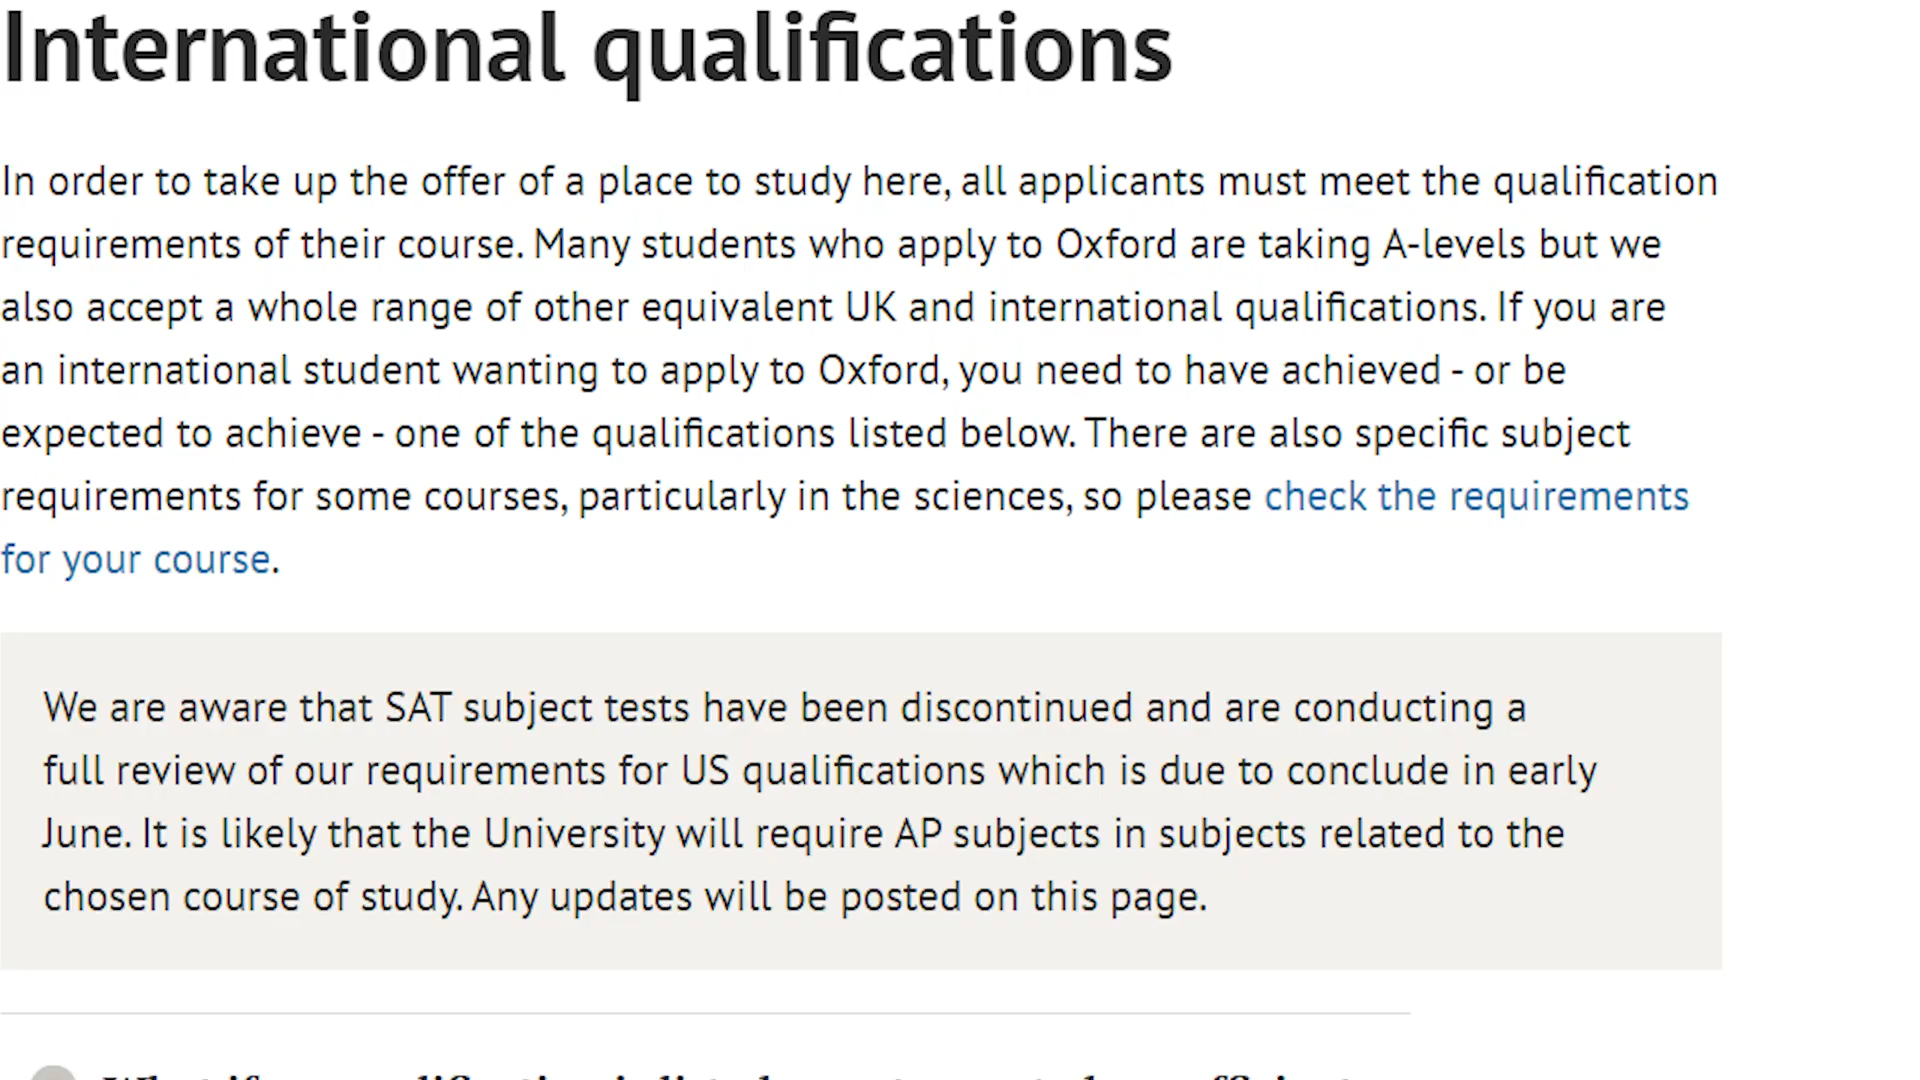 International qualifications
In order to take up the offer of a place to study here, all applicants must meet the qualification
requirements of their course. Many students who apply to Oxford are taking A-levels but we
also accept a whole range of other equivalent UK and international qualifications. If you are
an international student wanting to apply to Oxford, you need to have achieved - or be
expected to achieve - one of the qualifications listed below. There are also specific subject
requirements for some courses, particularly in the sciences, so please check the requirements
for your course.
We are aware that SAT subject tests have been discontinued and are conducting a
full review of our requirements for US qualifications which is due to conclude in early
June. It is likely that the University will require AP subjects in subjects related to the
chosen course of study. Any updates will be posted on this page.